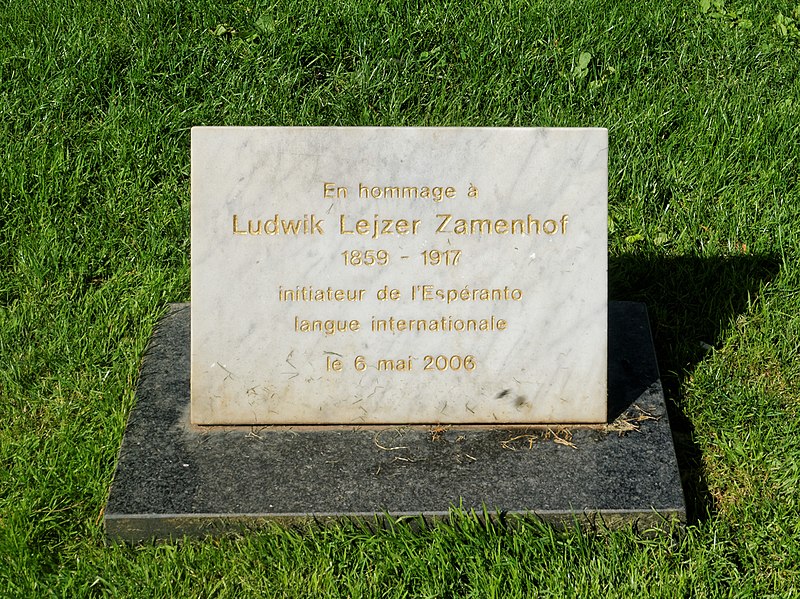 En hommage à
Ludwik Lejzer Zamenhof
1859 - 1917
initiateur de l'Espéranto
langue internationale
le 6 mai 2006